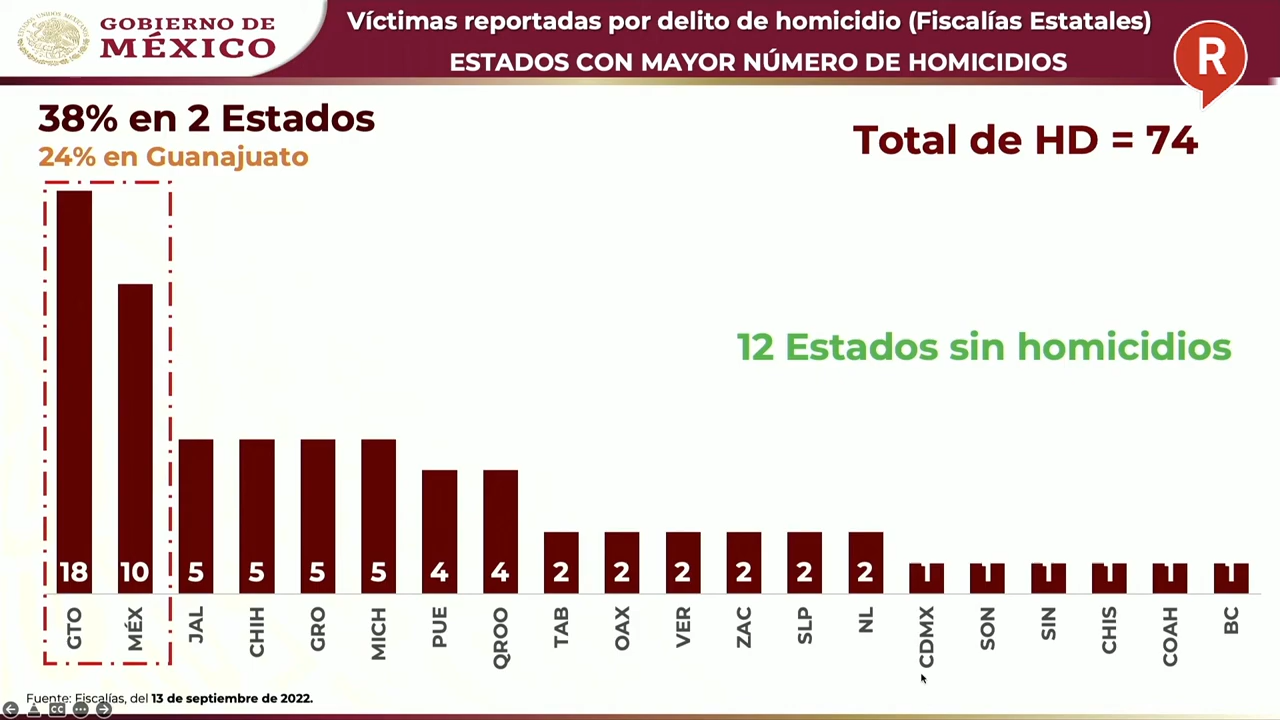 GOBIERNO DE
MÉXICO
Víctimas reportadas por delito de homicidio (Fiscalías Estatales)
ESTADOS CON MAYOR NÚMERO DE HOMICIDIOS
R
38% en 2 Estados
24% en Guanajuato
Total de HD = 74
12 Estados sin homicidios
18 10 5 5 5 5 4 4 2 2 2 2 2 2 1 1 1 1 1 1
GTO MÉX JAL CHIH GRO MICH PUE QROO TAB OAX VER ZAC SLP NL CDMX SON SIN CHIS COAH BC
Fuente: Fiscalías, del 13 de septiembre de 2022.
CC